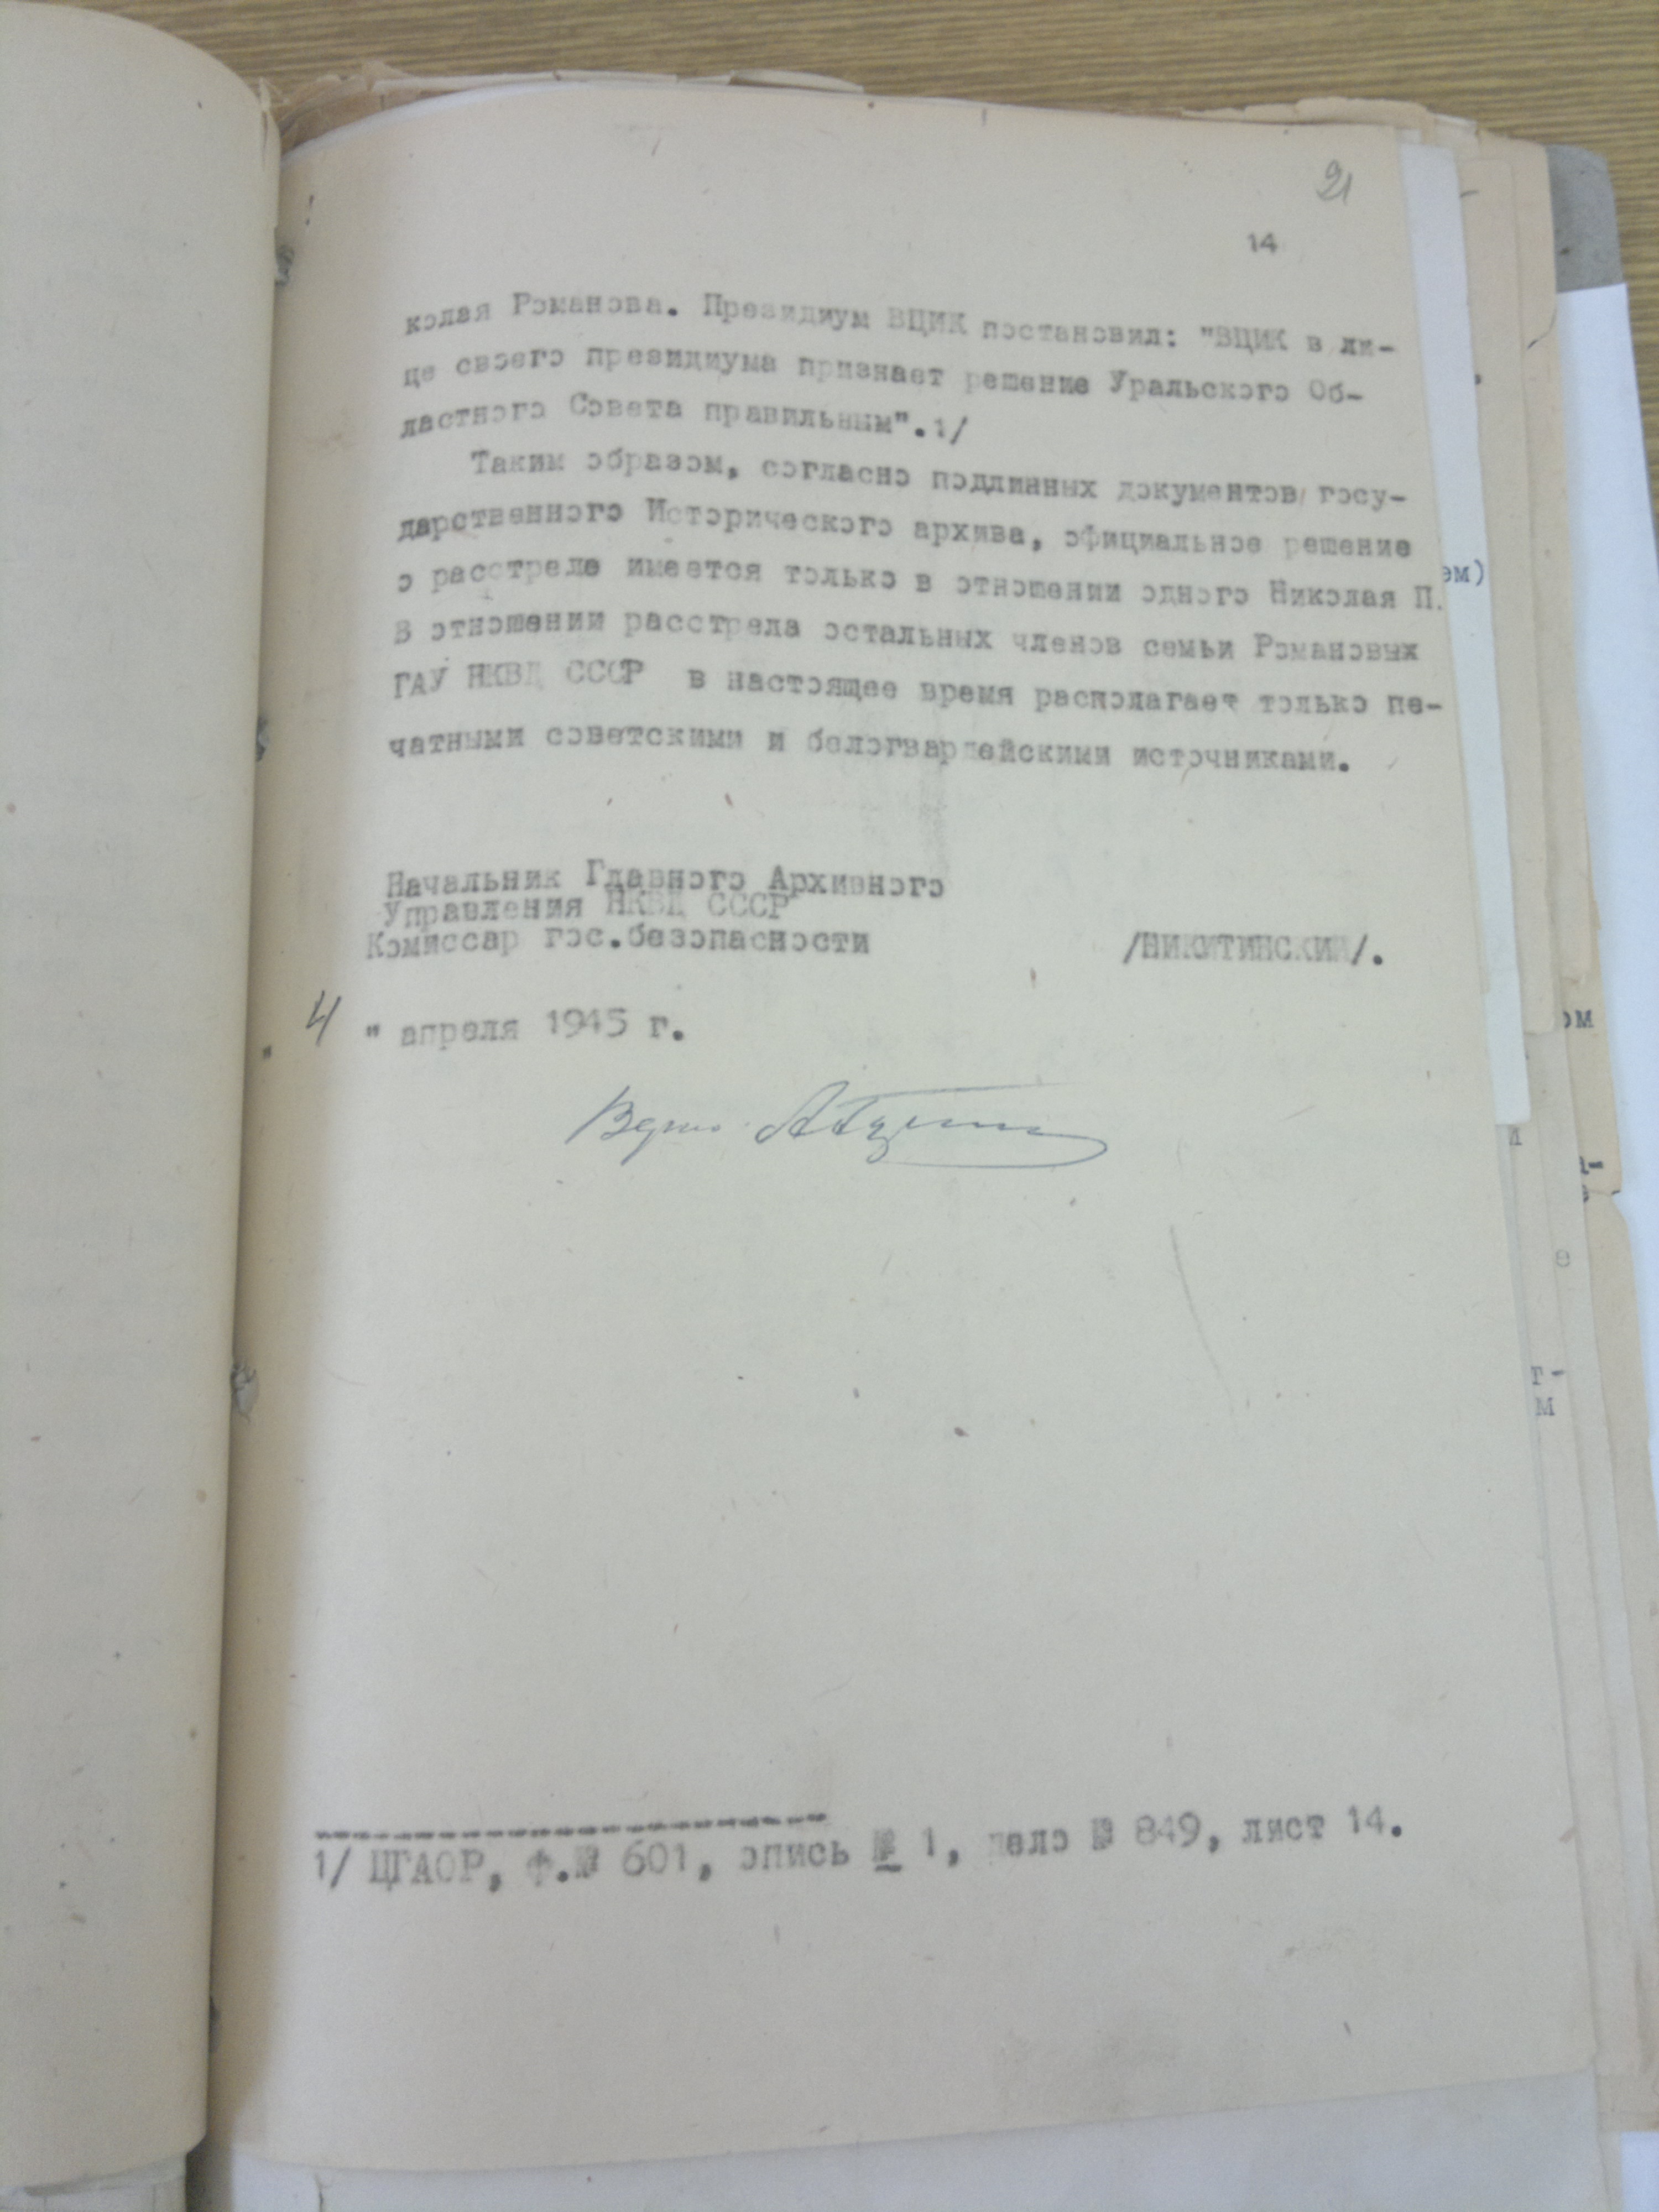 21
14
колая Романова. Президиум ВЦИК постановил: "ВЦИК в ли-
це своего президиума признает решение Уральского Об-
ластного Совета правильным".1/
Таким образом, согласно подлинных документов госу-
дарственного Исторического архива, официальное решение
о расстреле имеется только в отношении одного Николая П.
В отношении расстрела остальных членов семьи Романовых
ГАУ НКВД СССР в настоящее время располагает только пе-
чатными советскими и белогвардейскими источниками.
Начальник Главного Архивного
Управления НКВД СССР
Комиссар гос.безопасности /НИКИТИНСКИЙ/.
" 4 " апреля 1945 г.
Верно
1/ ЦГАОР, ф.№ 601, опись № 1, дело № 849, лист 14.
ем)
ом
и
а-
е
т-
м